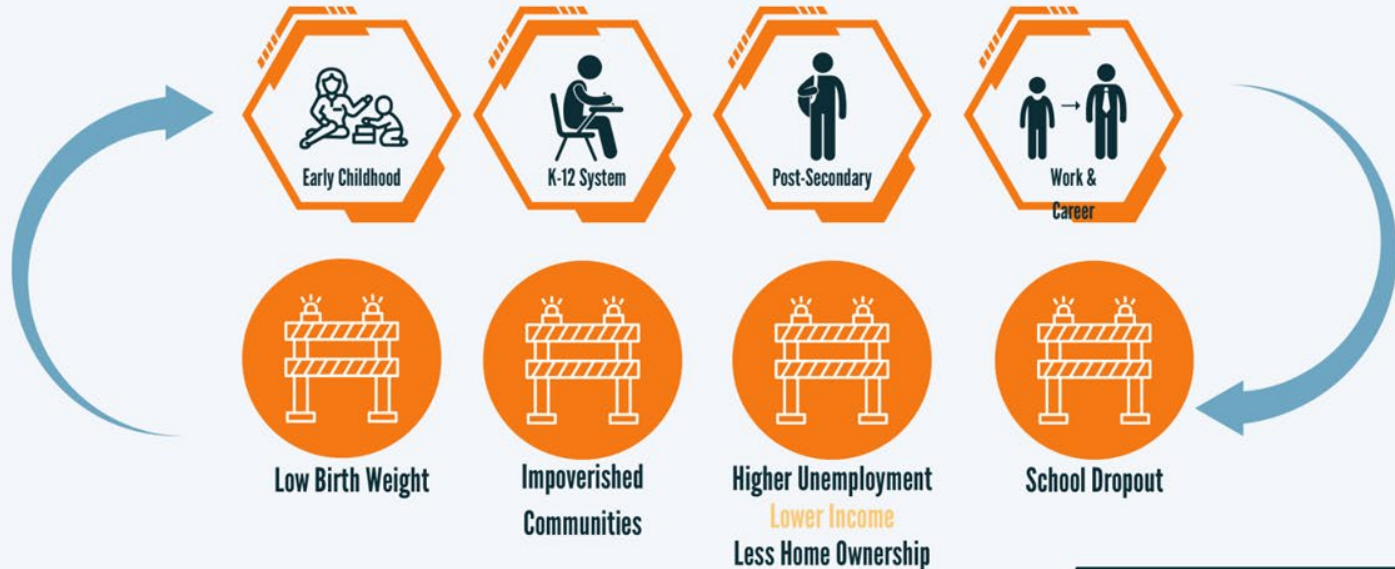 Early Childhood
K-12 System
Post-Secondary
Work &
Career
Low Birth Weight
Impoverished
Communities
Higher Unemployment
Lower Income
Less Home Ownership
School Dropout